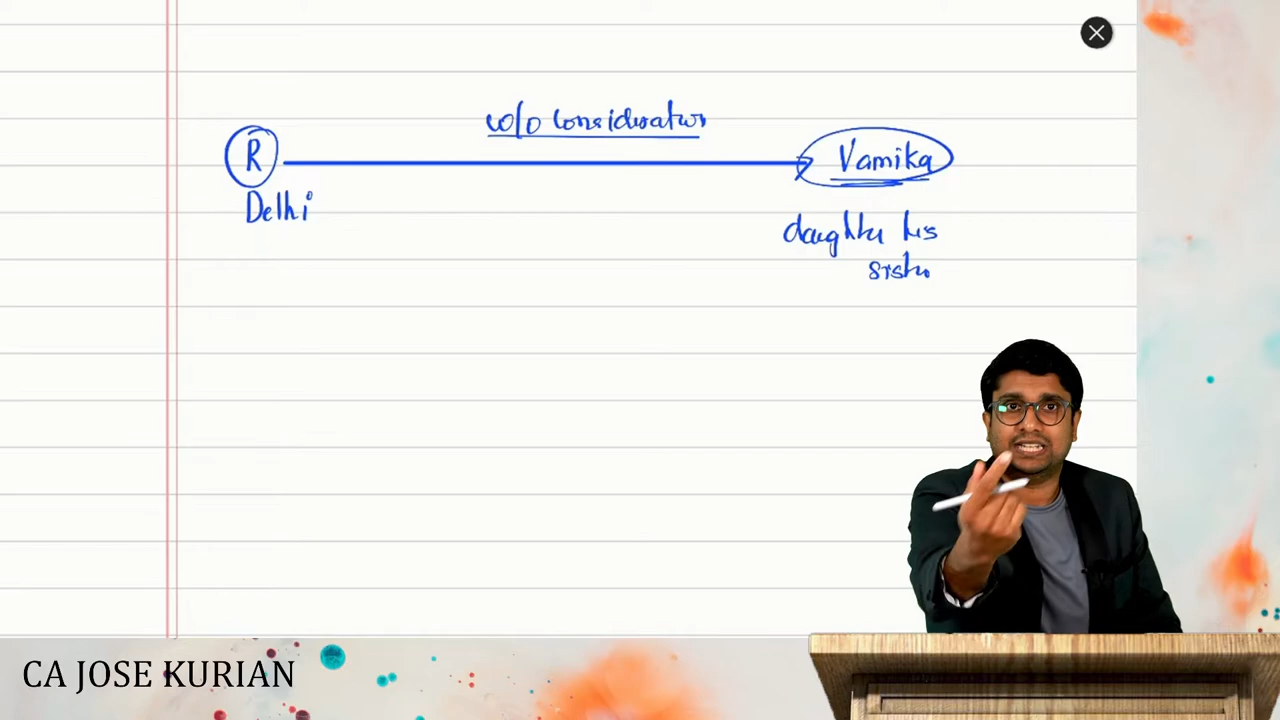 w/o consideration
R
Vamika
Delhi
daughter his
sister
CA JOSE KURIAN